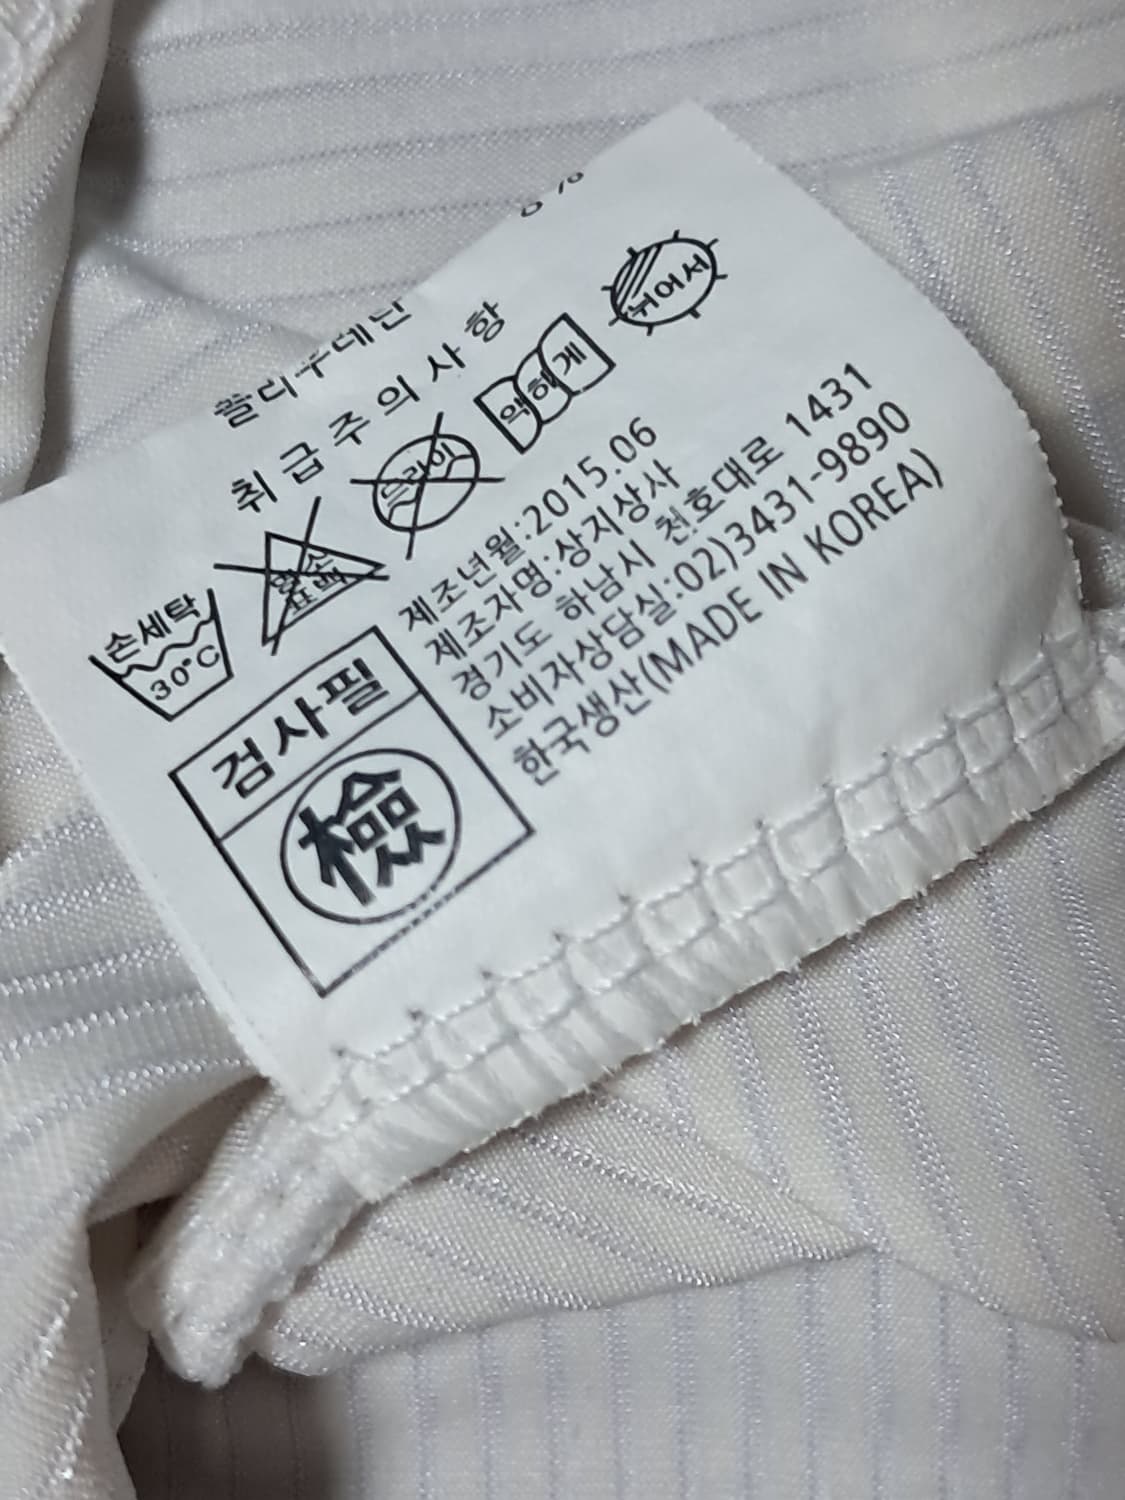 폴리우레탄
취급주의사항
손세탁
30°C
염소
표백
드라이
약하게
뉘어서
제조년월:2015.06
제조자명:상지상사
경기도 하남시 천호대로 1431
소비자상담실:02)3431-9890
한국생산(MADE IN KOREA)
검사필
檢